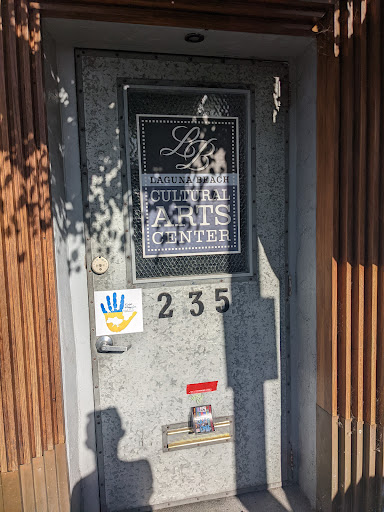 LB
LAGUNA BEACH
CULTURAL
ARTS
CENTER
235